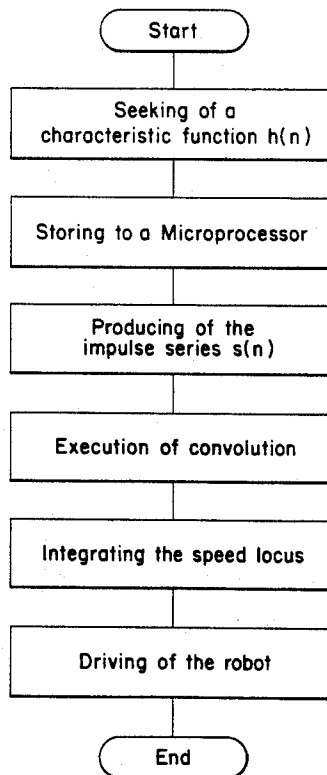 Start
Seeking of a
characteristic function h(n)
Storing to a Microprocessor
Producing of the
impulse series s(n)
Execution of convolution
Integrating the speed locus
Driving of the robot
End